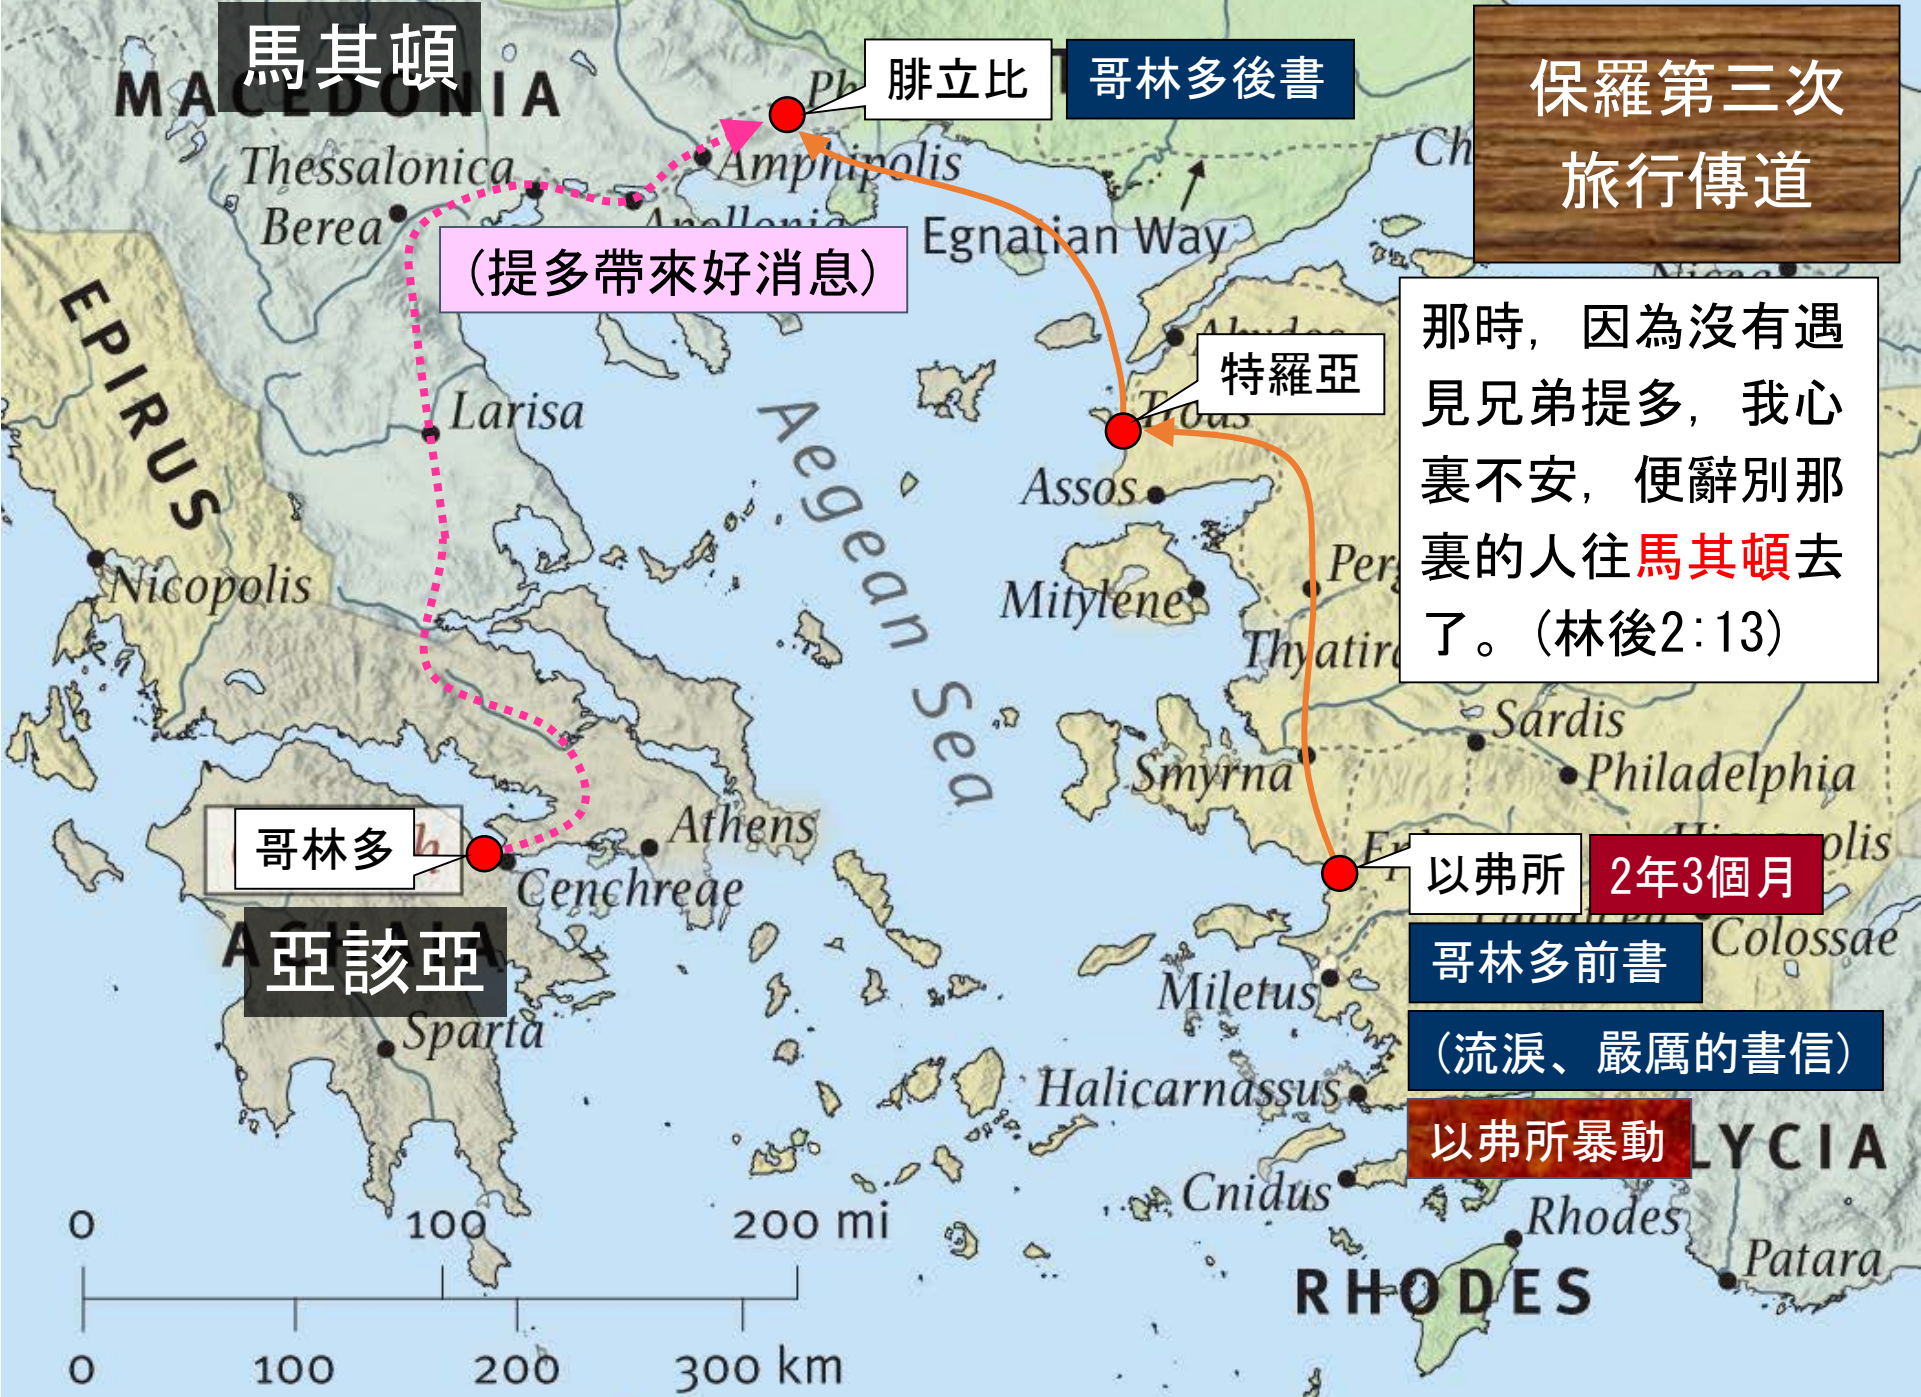 馬其頓
MACEDONIA
腓立比
哥林多後書
保羅第三次
旅行傳道
Thessalonica
Amphipolis
Berea
Egnatian Way
(提多帶來好消息)
EPIRUS
那時，因為沒有遇
見兄弟提多，我心
裏不安，便辭別那
裏的人往馬其頓去
了。(林後2:13)
特羅亞
Troas
Larisa
Aegean Sea
Assos
Nicopolis
Mitylene
Thyatira
Sardis
Smyrna
Philadelphia
哥林多
Athens
Cenchreae
以弗所
2年3個月
亞該亞
ACHAIA
哥林多前書
Colossae
Miletus
(流淚、嚴厲的書信)
Sparta
Halicarnassus
以弗所暴動
LYCIA
Cnidus
Rhodes
Patara
RHODES
0 100 200 mi
0 100 200 300 km